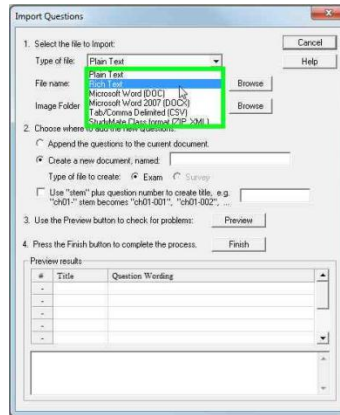 Import Questions
1. Select the file to Import:
Cancel
Type of file: Plain Text
Help
Plain Text
File name: Rich Text Browse
Microsoft Word (DOC)
Image Folder Microsoft Word 2007 (DOCX) Browse
Tab/Comma Delimited (CSV)
StudyMate Class format (ZIP, XML)
2. Choose where to add the new questions:
Append the questions to the current document.
Create a new document, named:
Type of file to create: Exam Survey
Use "stem" plus question number to create title, e.g.
"ch01-" stem becomes "ch01-001", "ch01-002", ...
3. Use the Preview button to check for problems: Preview
4. Press the Finish button to complete the process. Finish
Preview results
# Title Question Wording
-
-
-
-
-